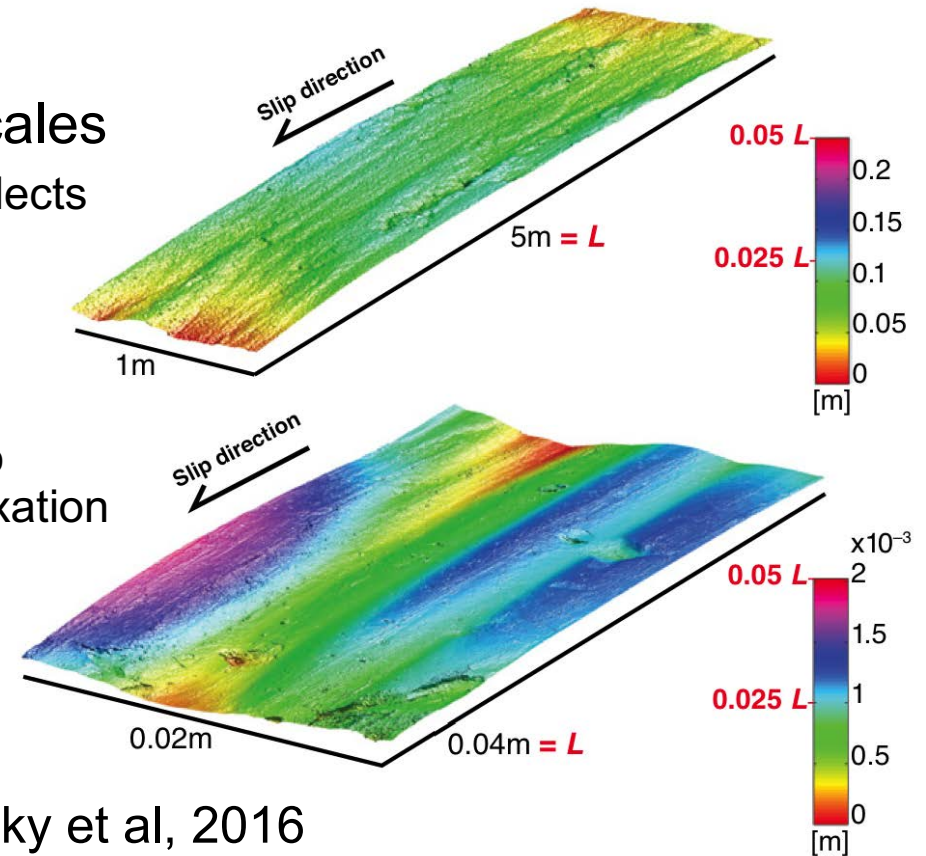 Slip direction
cales
lects
0.05 L
0.2
0.15
0.025 L
0.1
0.05
0
[m]
5m = L
1m
Slip direction
xation
x10⁻³
0.05 L
2
1.5
1
0.025 L
0.5
0
[m]
0.02m
0.04m = L
ky et al, 2016